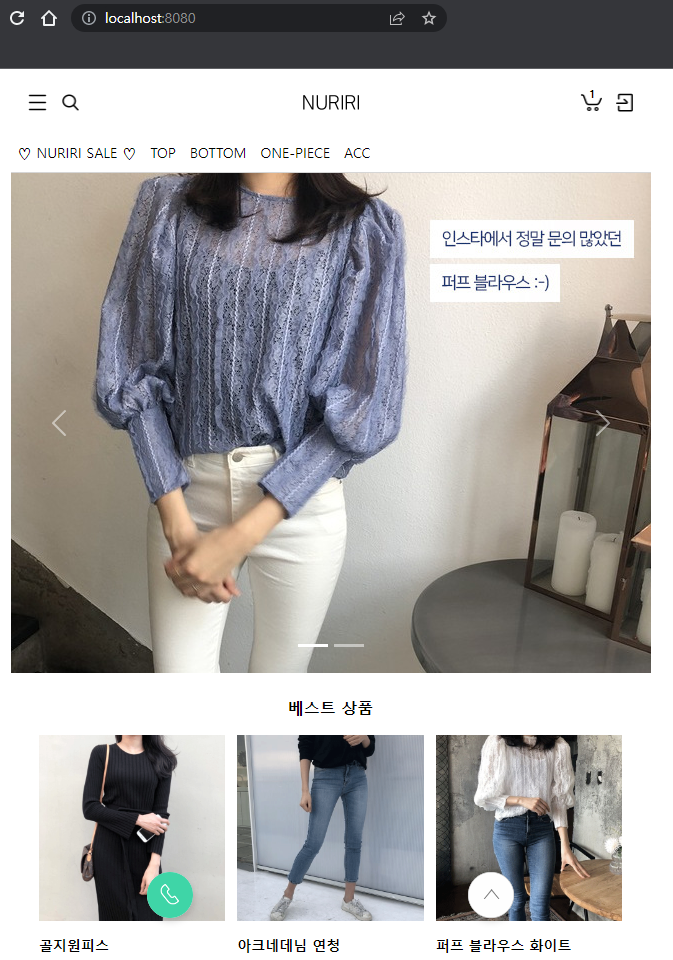 localhost:8080
NURIRI
1
♡ NURIRI SALE ♡ TOP BOTTOM ONE-PIECE ACC
인스타에서 정말 문의 많았던
퍼프 블라우스 :-)
베스트 상품
골지원피스 아크네데님 연청 퍼프 블라우스 화이트